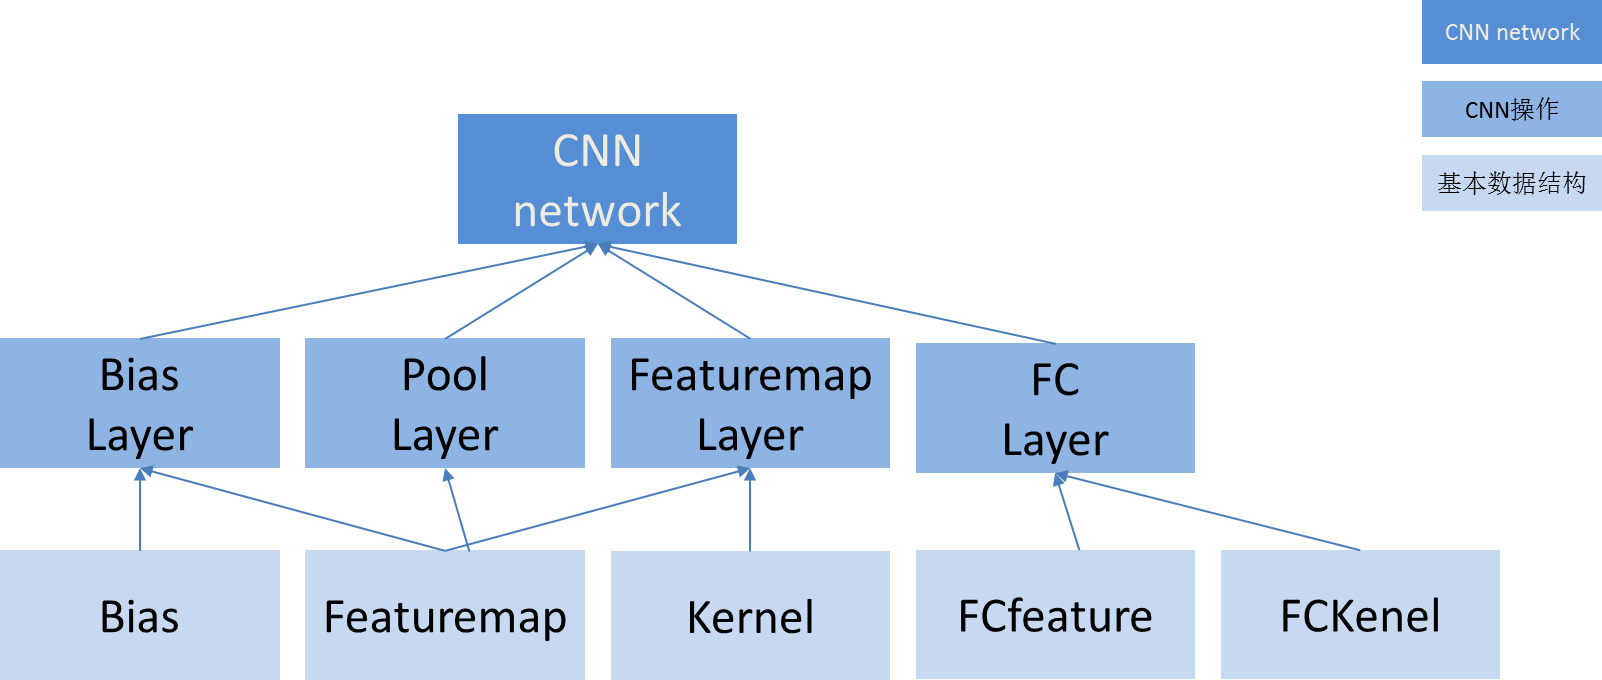 CNN network
CNN操作
基本数据结构
CNN
network
Bias
Layer
Pool
Layer
Featuremap
Layer
FC
Layer
Bias
Featuremap
Kernel
FCfeature
FCKenel